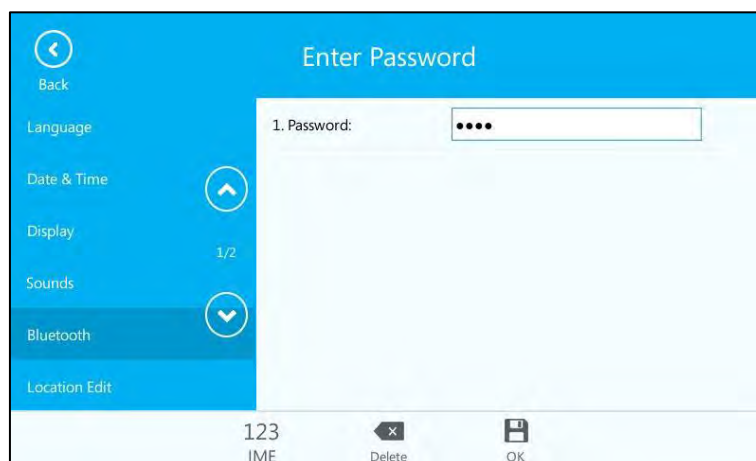 Enter Password
Back
Language
Date & Time
Display
1/2
Sounds
Bluetooth
Location Edit
1. Password:
••••
123
IME
Delete
OK